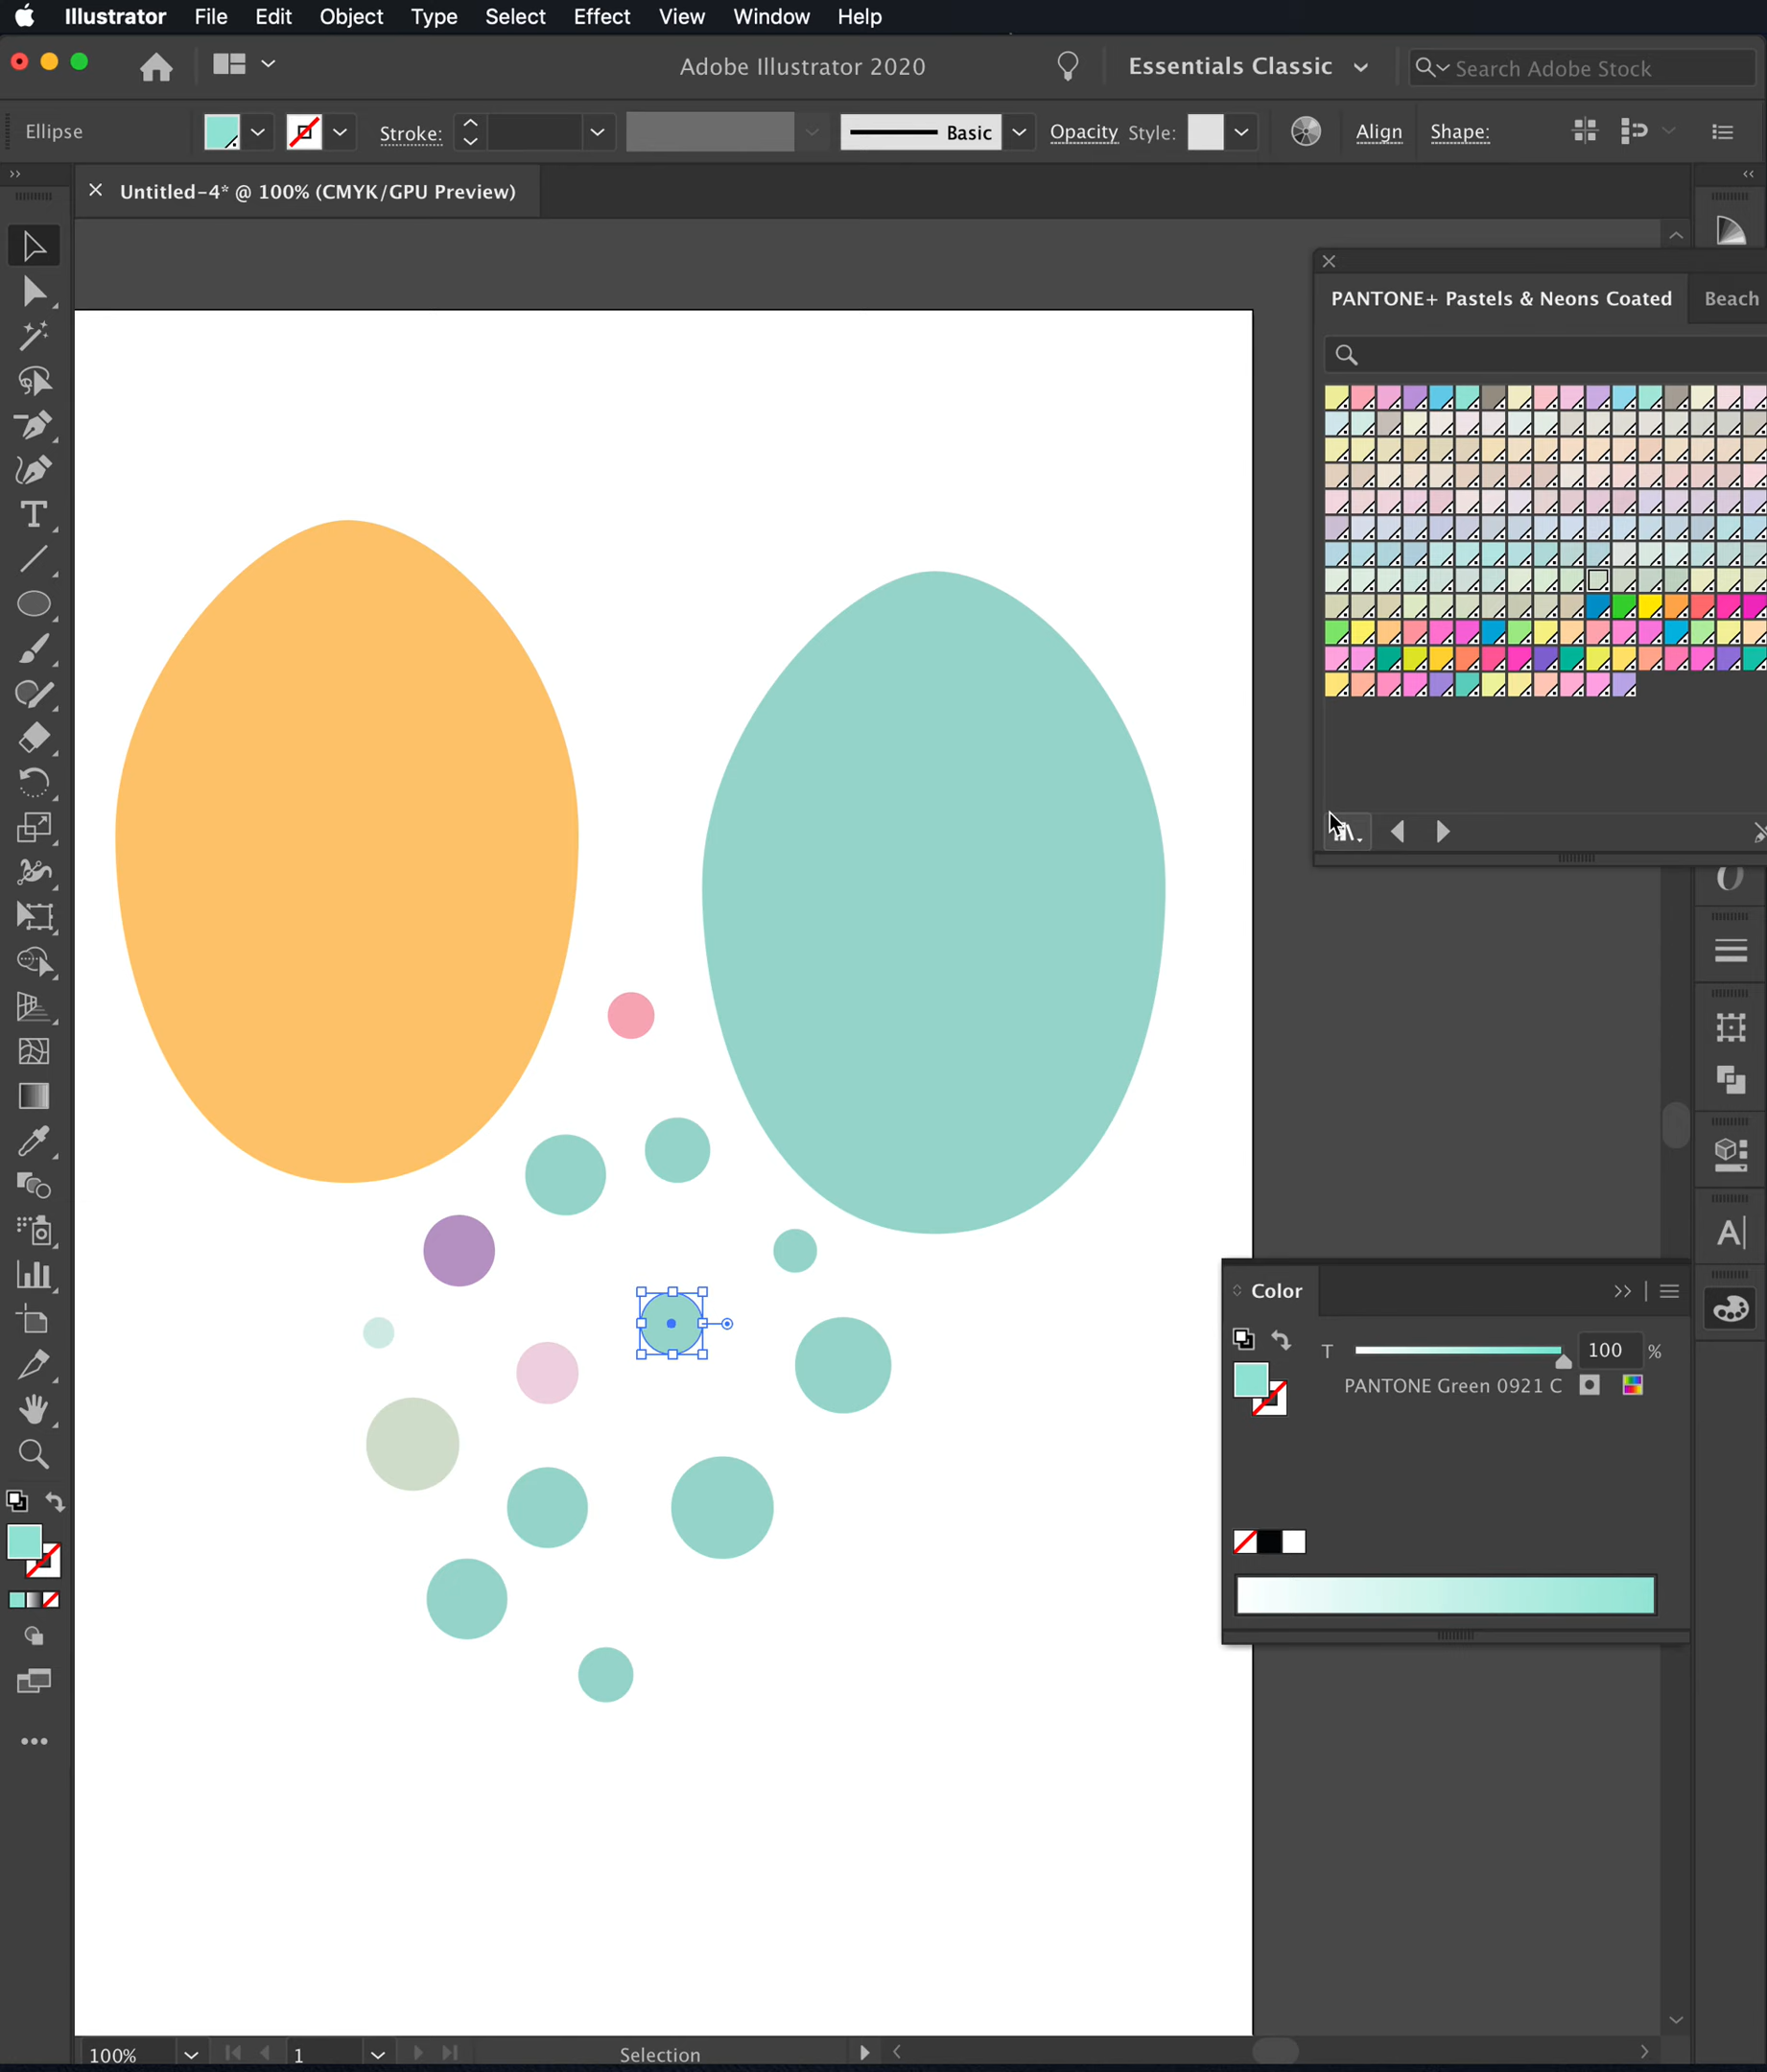 Illustrator File Edit Object Type Select Effect View Window Help
Adobe Illustrator 2020 Essentials Classic Search Adobe Stock
Ellipse Stroke: Basic Opacity Style: Align Shape:
Untitled-4* @ 100% (CMYK/GPU Preview)
PANTONE+ Pastels & Neons Coated Beach
Color
T 100 %
PANTONE Green 0921 C
100% 1 Selection